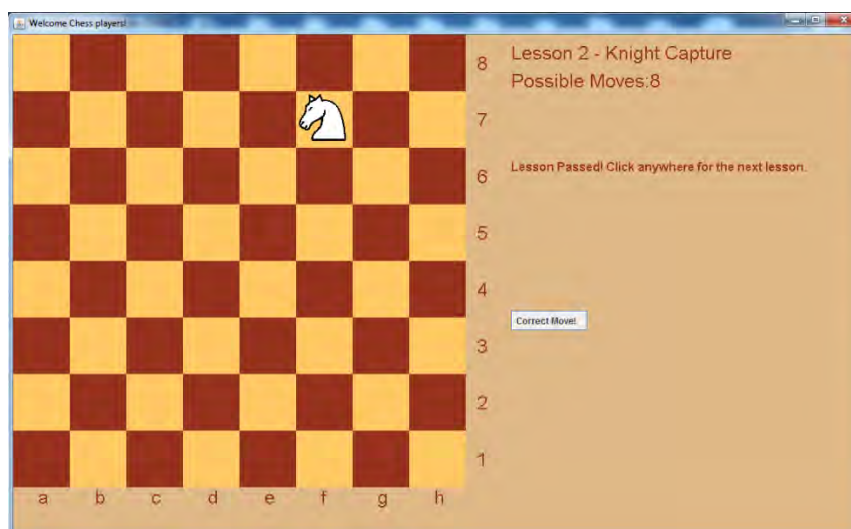 Welcome Chess players!
8
Lesson 2 - Knight Capture
Possible Moves:8
7
6
Lesson Passed! Click anywhere for the next lesson.
5
4
Correct Move!
3
2
1
a b c d e f g h